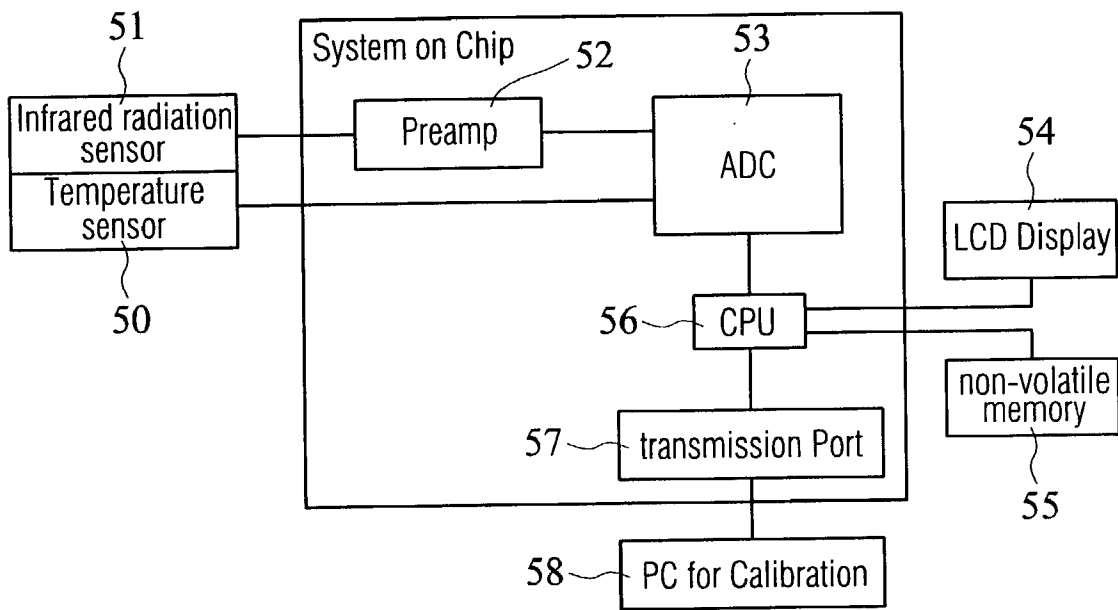 51
System on Chip
52
53
Infrared radiation
sensor
Preamp
ADC
54
Temperature
sensor
LCD Display
50
56
CPU
non-volatile
memory
57
transmission Port
55
58
PC for Calibration